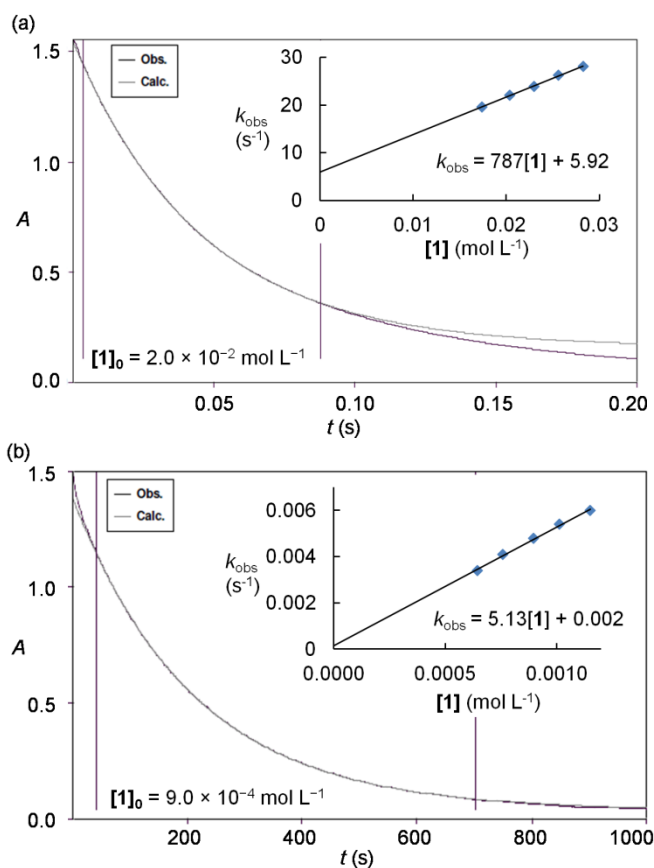 (a)
1.5
1.0
A
0.5
0.0
Obs.
Calc.
30
20
10
0
kobs
(s⁻¹)
kobs = 787[1] + 5.92
0 0.01 0.02 0.03
[1] (mol L⁻¹)
[1]₀ = 2.0 × 10⁻² mol L⁻¹
0.05 0.10 0.15 0.20
t (s)
(b)
1.5
1.0
A
0.5
0.0
Obs.
Calc.
0.006
0.004
0.002
0
kobs
(s⁻¹)
kobs = 5.13[1] + 0.002
0.0000 0.0005 0.0010
[1] (mol L⁻¹)
[1]₀ = 9.0 × 10⁻⁴ mol L⁻¹
200 400 600 800 1000
t (s)